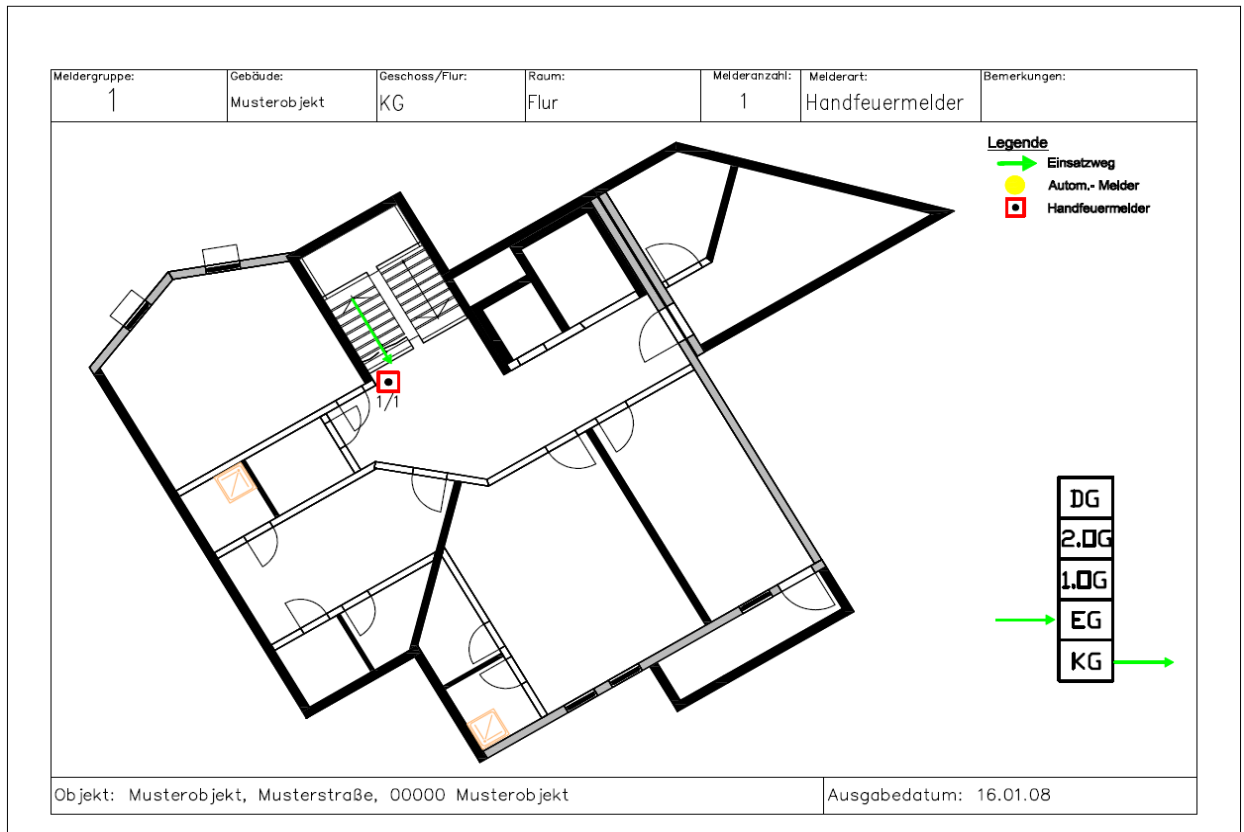 Meldergruppe:
1
Gebäude:
Musterobjekt
Geschoss/Flur:
KG
Raum:
Flur
Melderanzahl:
1
Melderart:
Handfeuermelder
Bemerkungen:
Legende
Einsatzweg
Autom.- Melder
Handfeuermelder
1/1
DG
2.OG
1.OG
EG
KG
Objekt: Musterobjekt, Musterstraße, 00000 Musterobjekt
Ausgabedatum: 16.01.08